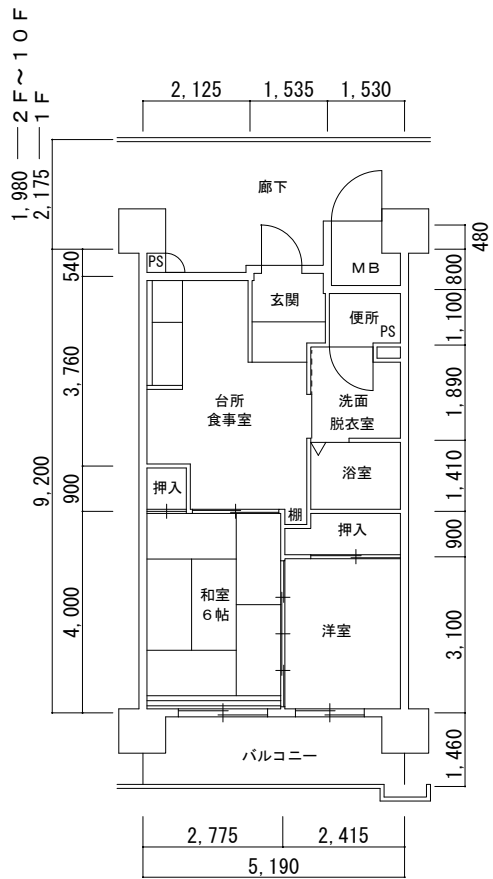 1,980 ― 2F~10F
2,175 ― 1F
2,125
1,535
1,530
廊下
480
PS
MB
540
800
玄関
便所
PS
1,100
3,760
台所
食事室
洗面
脱衣室
1,890
9,200
押入
浴室
1,410
900
棚
押入
900
和室
6帖
洋室
4,000
3,100
バルコニー
1,460
2,775
2,415
5,190